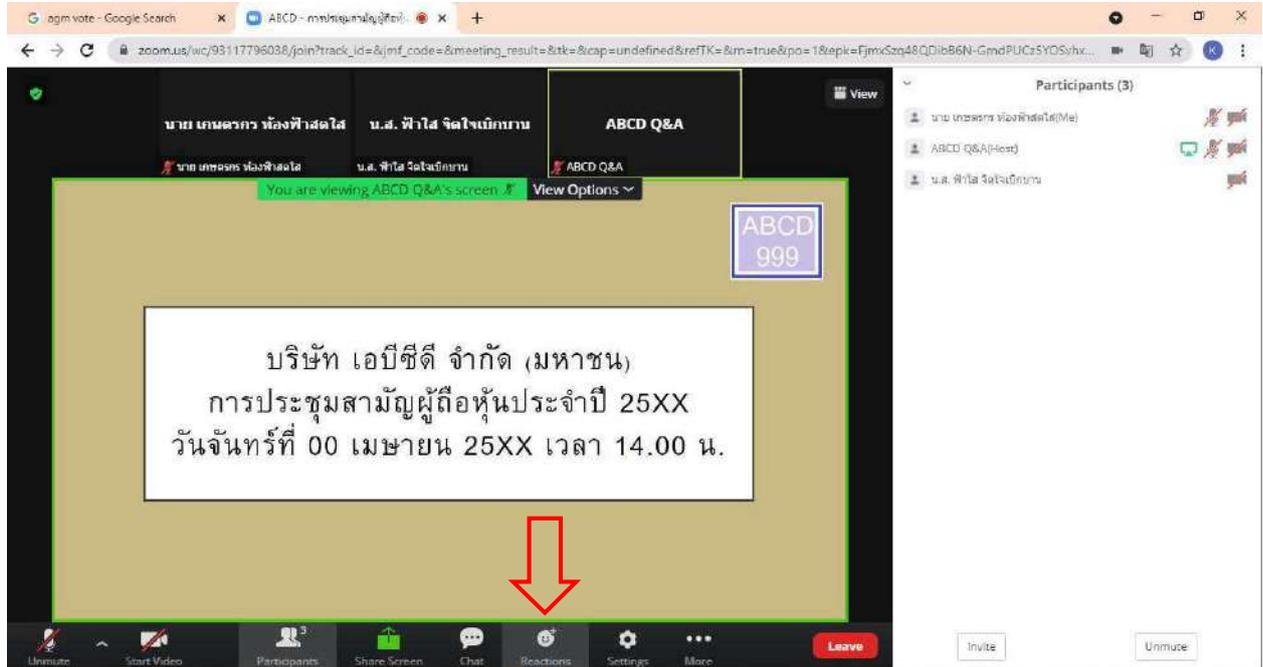 agm vote - Google Search
ABCD - การประชุมสามัญผู้ถือหุ้
zoom.us/wc/93117796038/join?track_id=&jmf_code=&meeting_result=&tk=&cap=undefined&refTK=&rn=true&po=1&epk=
View
นาย เกษตรกร ห้องฟ้าสดใส
น.ส. ฟ้าใส จิตใจเบิกบาน
ABCD Q&A
นาย เกษตรกร ห้องฟ้าสดใส
น.ส. ฟ้าใส จิตใจเบิกบาน
ABCD Q&A
You are viewing ABCD Q&A's screen
View Options
ABCD
999
บริษัท เอบีซีดี จำกัด (มหาชน)
การประชุมสามัญผู้ถือหุ้นประจำปี 25XX
วันจันทร์ที่ 00 เมษายน 25XX เวลา 14.00 น.
Unmute
Start Video
3
Participants
Share Screen
Chat
Reactions
Settings
More
Leave
Participants (3)
นาย เกษตรกร ห้องฟ้าสดใส(Me)
ABCD Q&A(Host)
น.ส. ฟ้าใส จิตใจเบิกบาน
Invite
Unmute
K